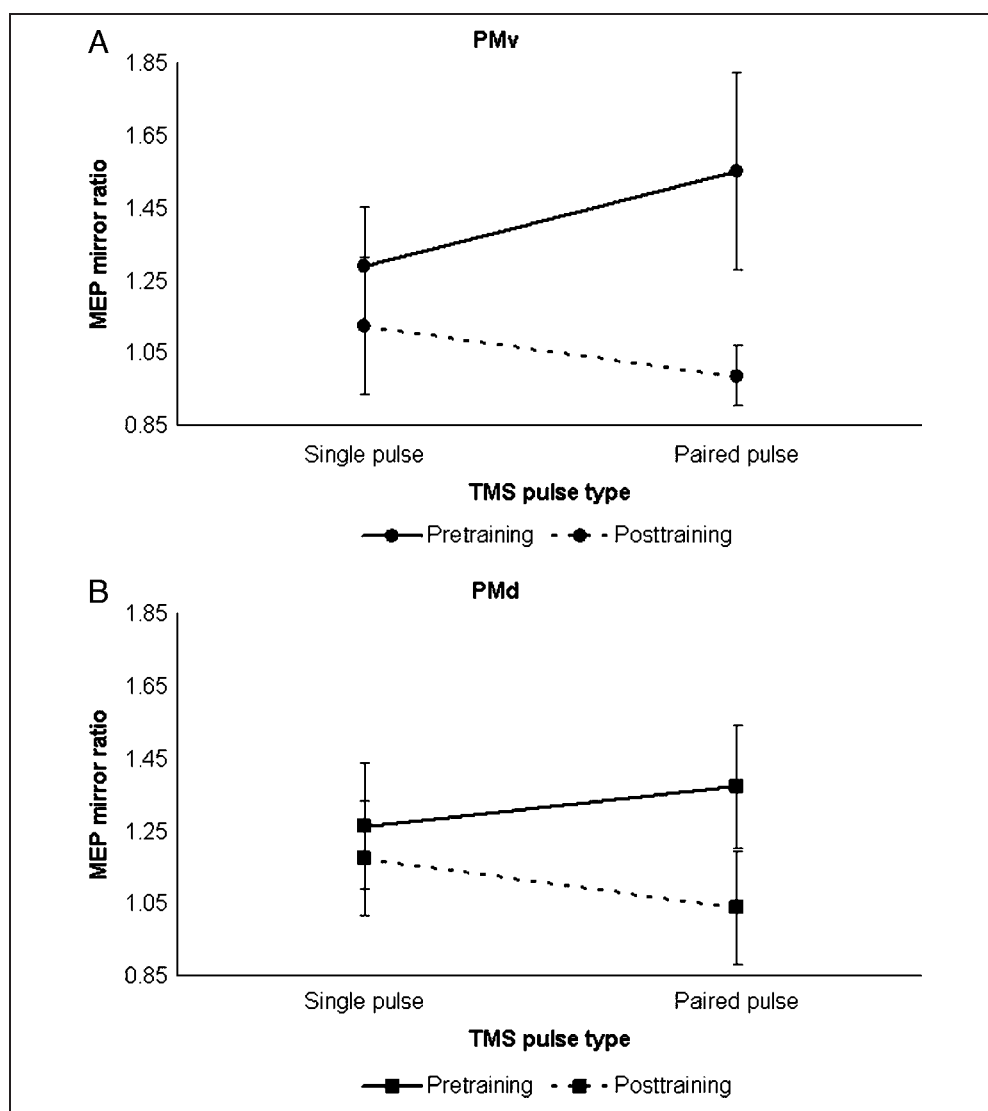 A
PMv
1.85
1.65
1.45
1.25
1.05
0.85
MEP mirror ratio
Single pulse Paired pulse
TMS pulse type
Pretraining Posttraining
B
PMd
1.85
1.65
1.45
1.25
1.05
0.85
MEP mirror ratio
Single pulse Paired pulse
TMS pulse type
Pretraining Posttraining